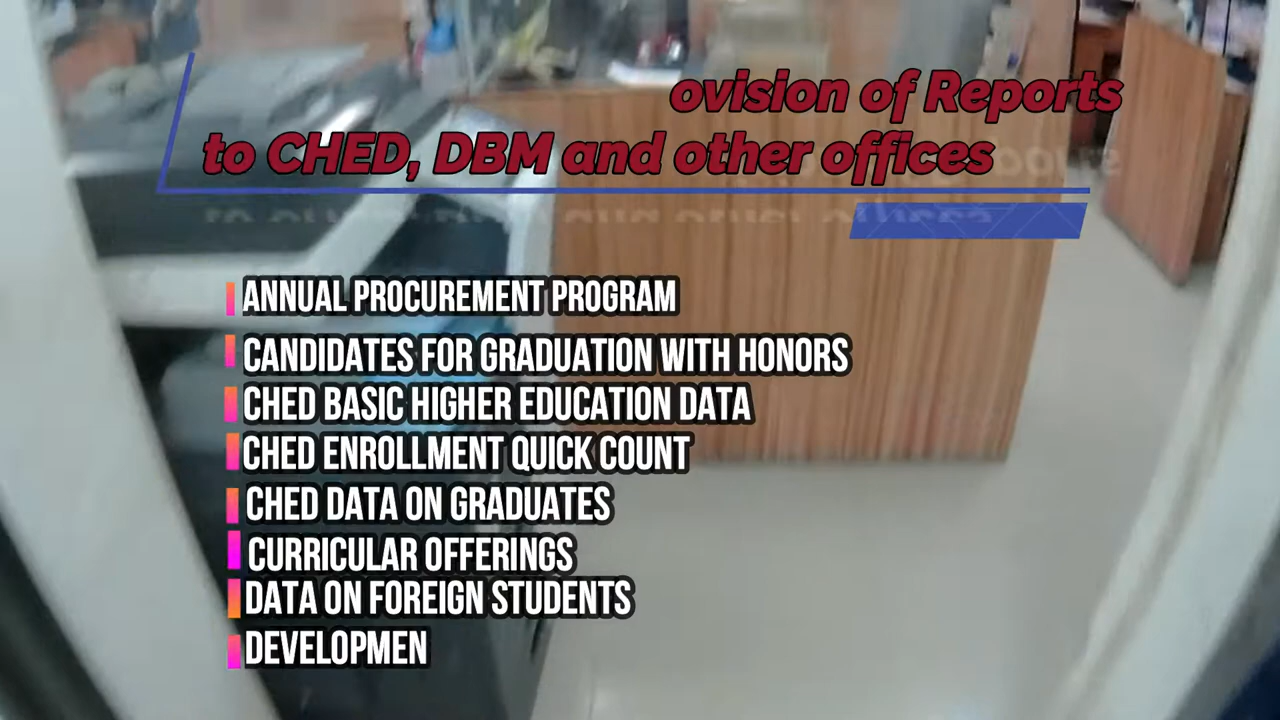 ovision of Reports
to CHED, DBM and other offices
ANNUAL PROCUREMENT PROGRAM
CANDIDATES FOR GRADUATION WITH HONORS
CHED BASIC HIGHER EDUCATION DATA
CHED ENROLLMENT QUICK COUNT
CHED DATA ON GRADUATES
CURRICULAR OFFERINGS
DATA ON FOREIGN STUDENTS
DEVELOPMEN